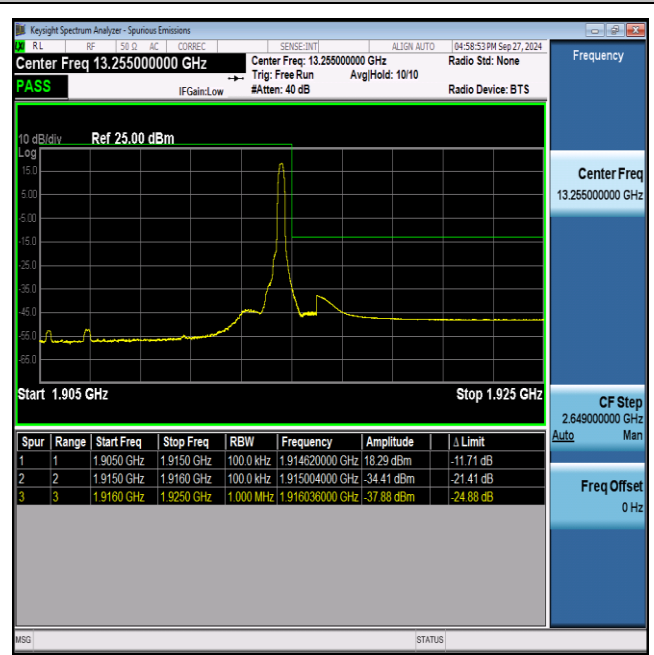 Keysight Spectrum Analyzer - Spurious Emissions
LXI RL RF 50 Ω AC CORREC SENSE:INT ALIGN AUTO 04:58:53 PM Sep 27, 2024
Center Freq 13.255000000 GHz
Center Freq: 13.255000000 GHz
Radio Std: None
Trig: Free Run Avg|Hold: 10/10
PASS
IFGain:Low
#Atten: 40 dB
Radio Device: BTS
10 dB/div Ref 25.00 dBm
Log
15.0
5.00
-5.00
-15.0
-25.0
-35.0
-45.0
-55.0
-65.0
Start 1.905 GHz Stop 1.925 GHz
Spur Range Start Freq Stop Freq RBW Frequency Amplitude Δ Limit
1 1 1.9050 GHz 1.9150 GHz 100.0 kHz 1.914620000 GHz 18.29 dBm -11.71 dB
2 2 1.9150 GHz 1.9160 GHz 100.0 kHz 1.915004000 GHz -34.41 dBm -21.41 dB
3 3 1.9160 GHz 1.9250 GHz 1.000 MHz 1.916036000 GHz -37.88 dBm -24.88 dB
Frequency
Center Freq
13.255000000 GHz
CF Step
2.649000000 GHz
Auto Man
Freq Offset
0 Hz
MSG STATUS